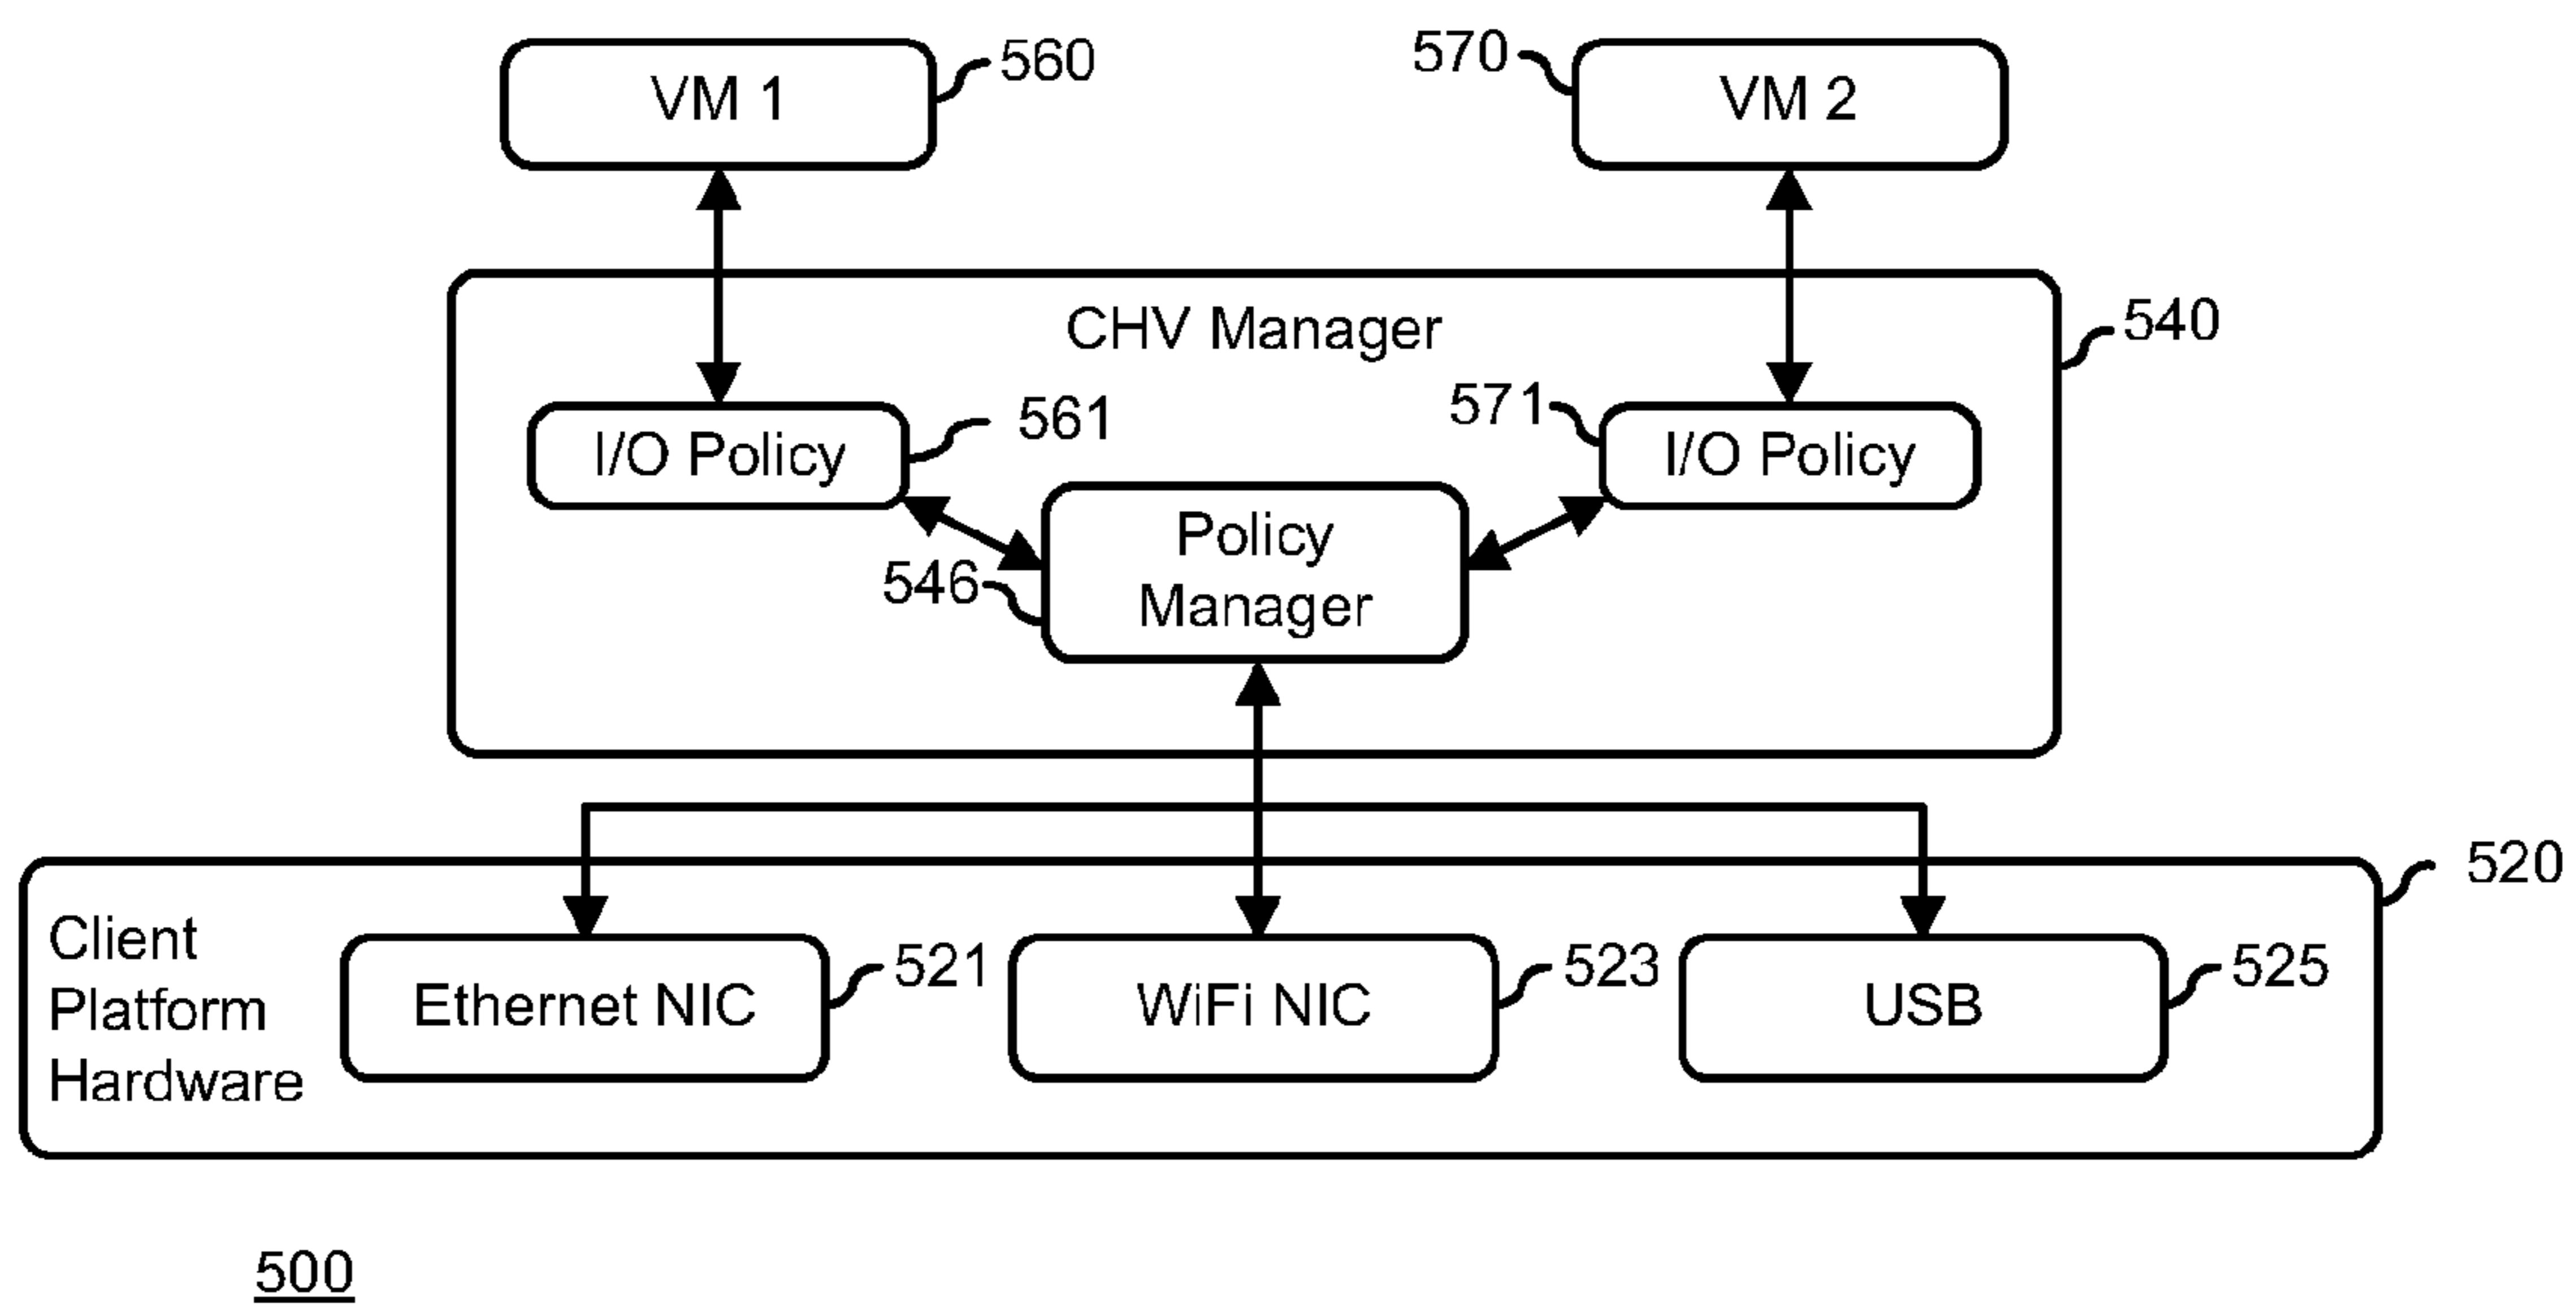 VM 1
560
570
VM 2
CHV Manager
540
I/O Policy
561
571
I/O Policy
Policy
Manager
546
520
Client
Platform
Hardware
Ethernet NIC
521
WiFi NIC
523
USB
525
500